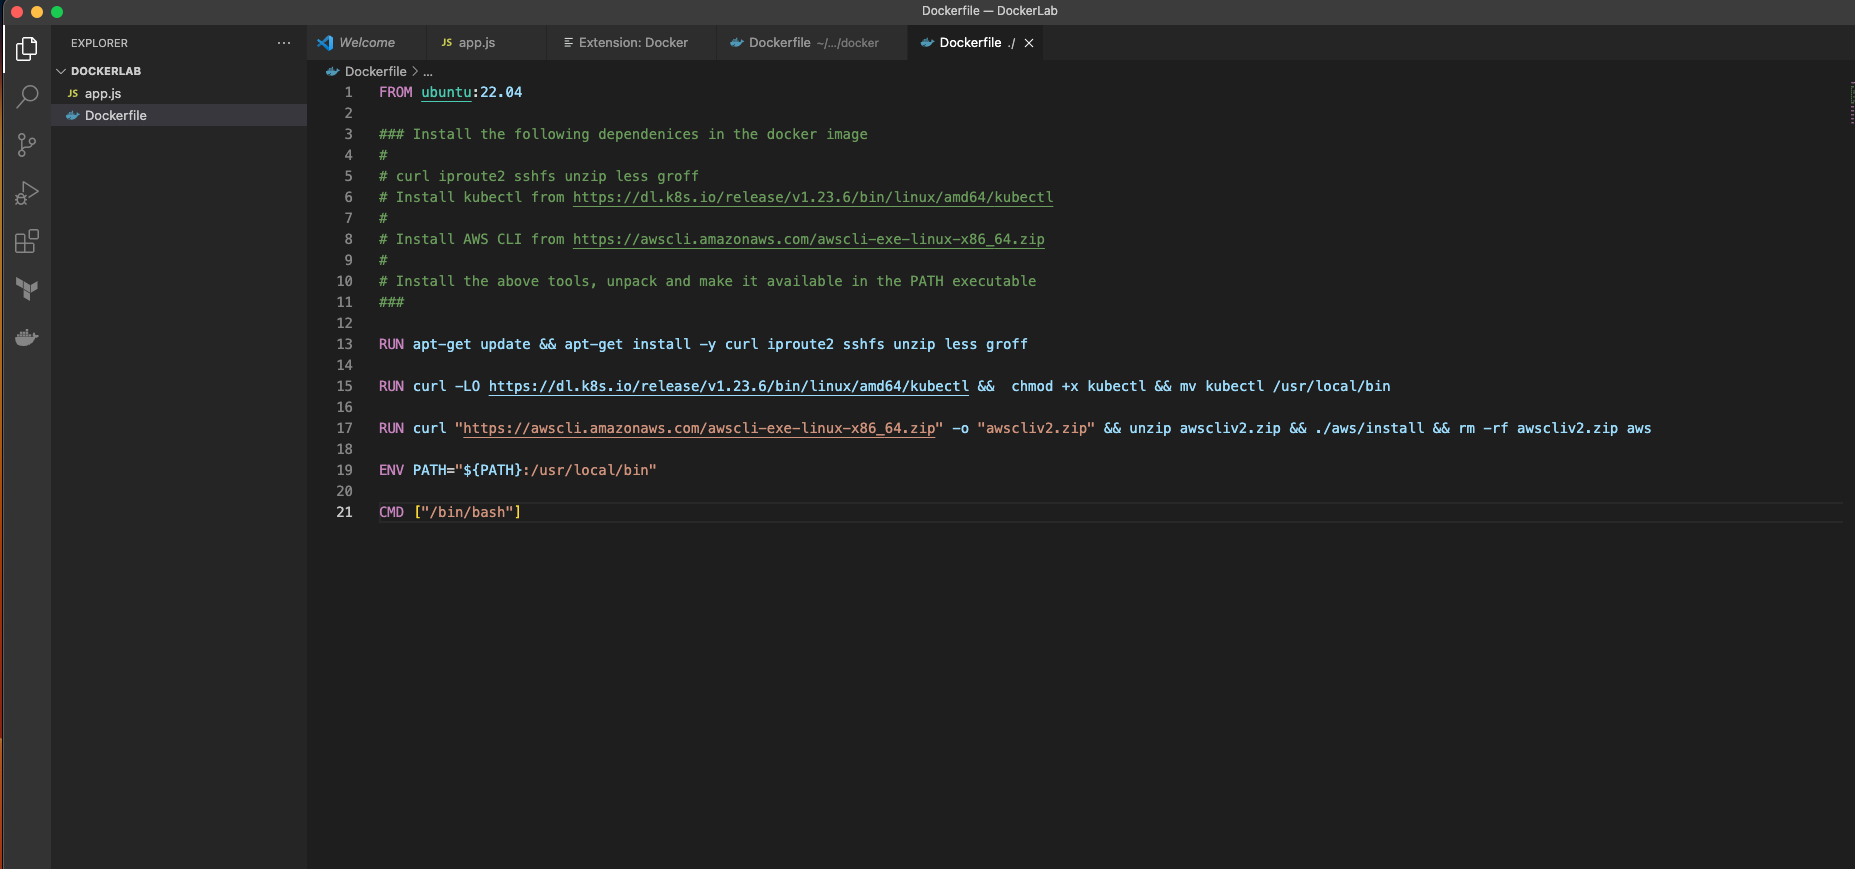 Dockerfile — DockerLab
EXPLORER ...
Welcome
JS app.js
Extension: Docker
Dockerfile ~/.../docker
Dockerfile ./
DOCKERLAB
JS app.js
Dockerfile
Dockerfile > ...
1 FROM ubuntu:22.04
2
3 ### Install the following dependenices in the docker image
4 #
5 # curl iproute2 sshfs unzip less groff
6 # Install kubectl from https://dl.k8s.io/release/v1.23.6/bin/linux/amd64/kubectl
7 #
8 # Install AWS CLI from https://awscli.amazonaws.com/awscli-exe-linux-x86_64.zip
9 #
10 # Install the above tools, unpack and make it available in the PATH executable
11 ###
12
13 RUN apt-get update && apt-get install -y curl iproute2 sshfs unzip less groff
14
15 RUN curl -LO https://dl.k8s.io/release/v1.23.6/bin/linux/amd64/kubectl &&  chmod +x kubectl && mv kubectl /usr/local/bin
16
17 RUN curl "https://awscli.amazonaws.com/awscli-exe-linux-x86_64.zip" -o "awscliv2.zip" && unzip awscliv2.zip && ./aws/install && rm -rf awscliv2.zip aws
18
19 ENV PATH="${PATH}:/usr/local/bin"
20
21 CMD ["/bin/bash"]